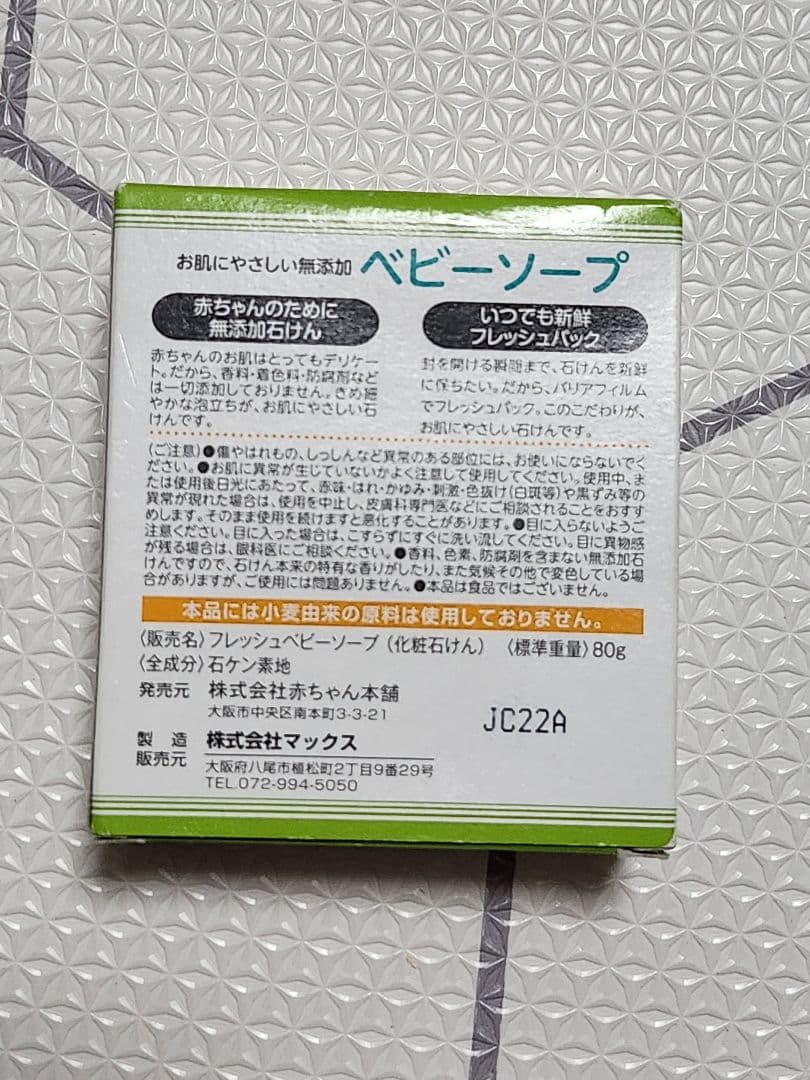 お肌にやさしい無添加 ベビーソープ
赤ちゃんのために
無添加石けん
赤ちゃんのお肌はとってもデリケー
ト。だから、香料・着色料・防腐剤など
は一切添加しておりません。きめ細
やかな泡立ちが、お肌にやさしい石
けんです。
いつでも新鮮
フレッシュパック
封を開ける瞬間まで、石けんを新鮮
に保ちたい。だから、バリアフィルム
でフレッシュパック。このこだわりが、
お肌にやさしい石けんです。
〈ご注意〉●傷やはれもの、しっしんなど異常のある部位には、お使いにならないでく
ださい。●お肌に異常が生じていないかよく注意して使用してください。使用中、ま
たは使用後日光にあたって、赤味・はれ・かゆみ・刺激・色抜け(白斑等)や黒ずみ等の
異常が現れた場合は、使用を中止し、皮膚科専門医などにご相談されることをおすす
めします。そのまま使用を続けますと悪化することがあります。●目に入らないようご
注意ください。目に入った場合は、こすらずにすぐに洗い流してください。目に異物感
が残る場合は、眼科医にご相談ください。●香料、色素、防腐剤を含まない無添加石
けんですので、石けん本来の特有な香りがしたり、また気候その他で変色している場
合がありますが、ご使用には問題ありません。●本品は食品ではございません。
本品には小麦由来の原料は使用しておりません。
〈販売名〉フレッシュベビーソープ(化粧石けん) 〈標準重量〉80g
〈全成分〉石ケン素地
発売元 株式会社赤ちゃん本舗
大阪市中央区南本町3-3-21
JC22A
製造
販売元 株式会社マックス
大阪府八尾市植松町2丁目9番29号
TEL.072-994-5050